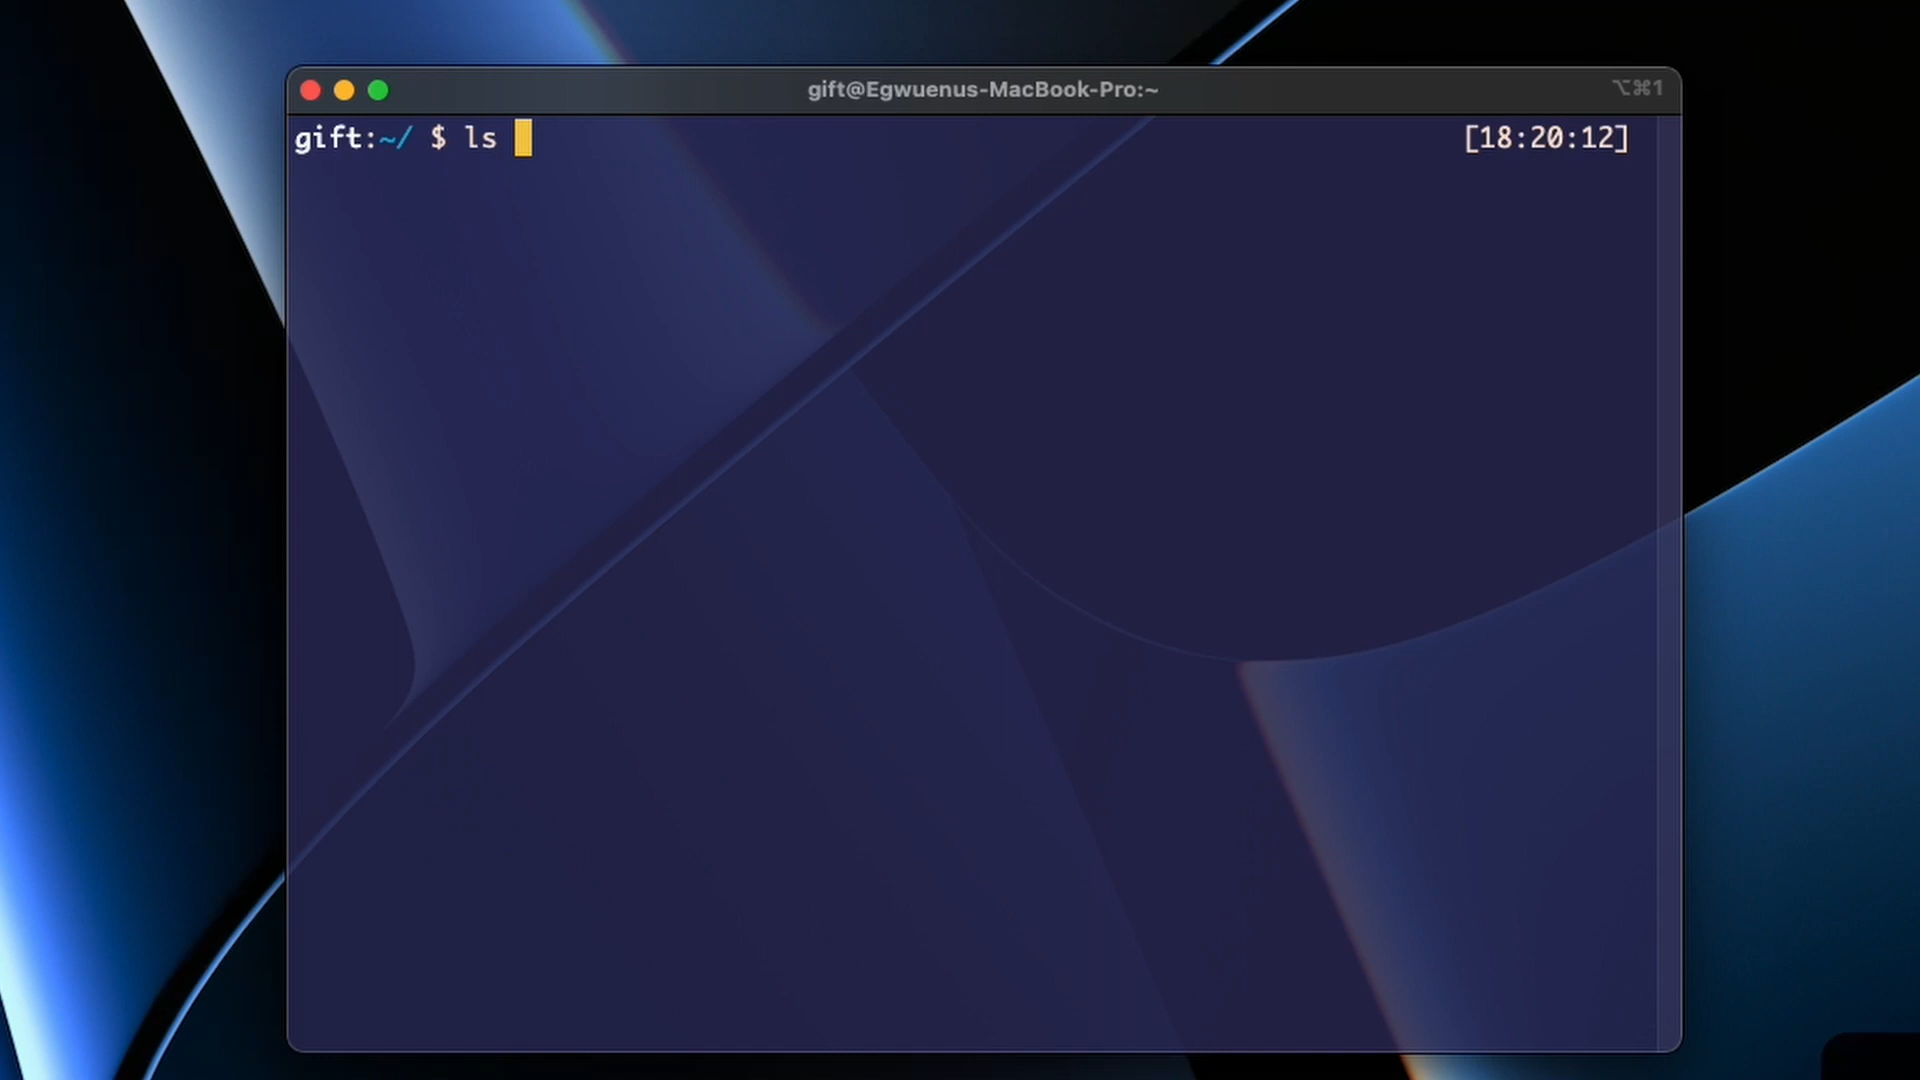 gift@Egwuenus-MacBook-Pro:~ ⌥⌘1
gift:~/ $ ls [18:20:12]